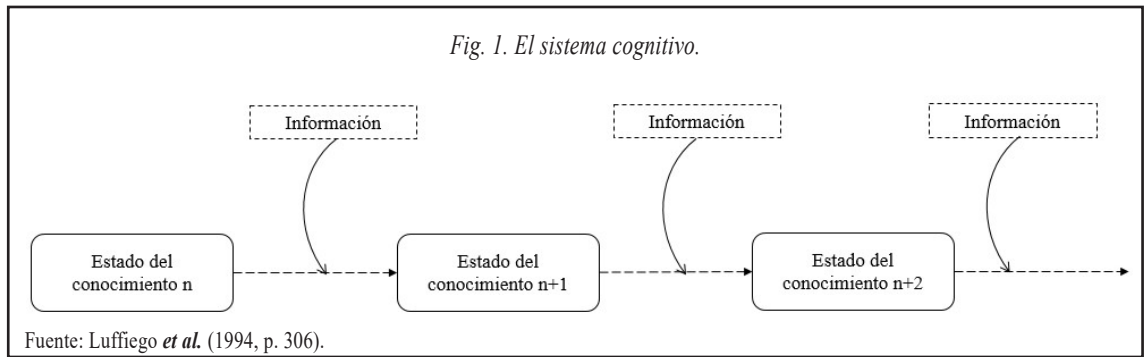 Fig. 1. El sistema cognitivo.
Información
Información
Información
Estado del
conocimiento n
Estado del
conocimiento n+1
Estado del
conocimiento n+2
Fuente: Luffiego et al. (1994, p. 306).